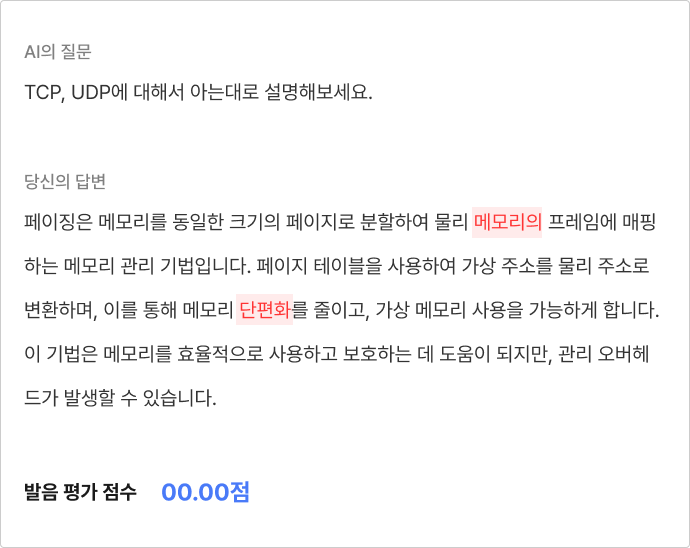 AI의 질문
TCP, UDP에 대해서 아는대로 설명해보세요.
당신의 답변
페이징은 메모리를 동일한 크기의 페이지로 분할하여 물리 메모리의 프레임에 매핑
하는 메모리 관리 기법입니다. 페이지 테이블을 사용하여 가상 주소를 물리 주소로
변환하며, 이를 통해 메모리 단편화를 줄이고, 가상 메모리 사용을 가능하게 합니다.
이 기법은 메모리를 효율적으로 사용하고 보호하는 데 도움이 되지만, 관리 오버헤
드가 발생할 수 있습니다.
발음 평가 점수 00.00점